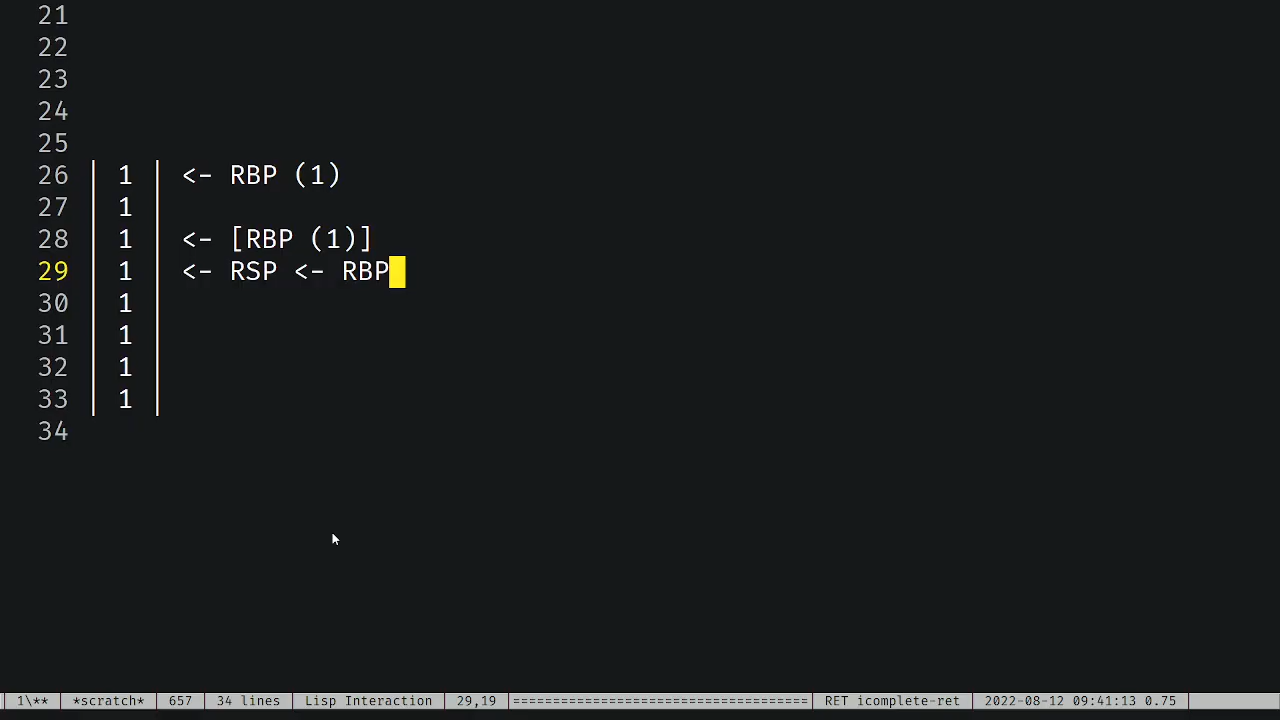 21
22
23
24
25
26 | 1 | <- RBP (1)
27 | 1 |
28 | 1 | <- [RBP (1)]
29 | 1 | <- RSP <- RBP
30 | 1 |
31 | 1 |
32 | 1 |
33 | 1 |
34
1\** | *scratch* | 657 | 34 lines | Lisp Interaction | 29,19 |=====================================| RET icomplete-ret | 2022-08-12 09:41:13 0.75 |